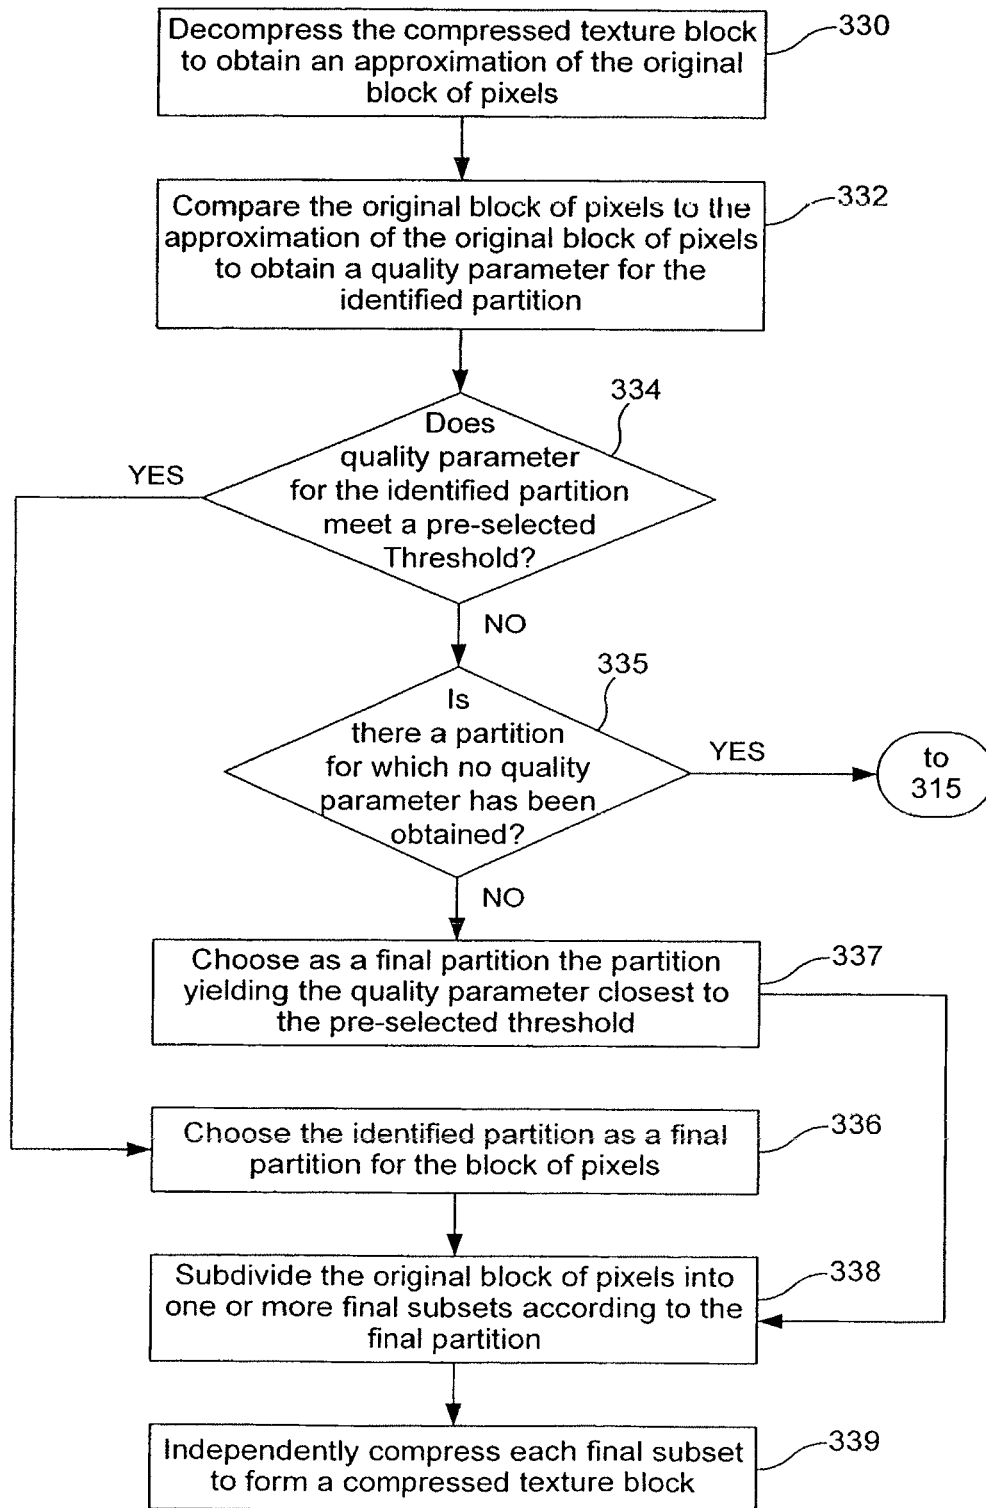 Decompress the compressed texture block
to obtain an approximation of the original
block of pixels
330
Compare the original block of pixels to the
approximation of the original block of pixels
to obtain a quality parameter for the
identified partition
332
Does
quality parameter
for the identified partition
meet a pre-selected
Threshold?
334
YES
NO
Is
there a partition
for which no quality
parameter has been
obtained?
335
YES
to
315
NO
Choose as a final partition the partition
yielding the quality parameter closest to
the pre-selected threshold
337
Choose the identified partition as a final
partition for the block of pixels
336
Subdivide the original block of pixels into
one or more final subsets according to the
final partition
338
Independently compress each final subset
to form a compressed texture block
339